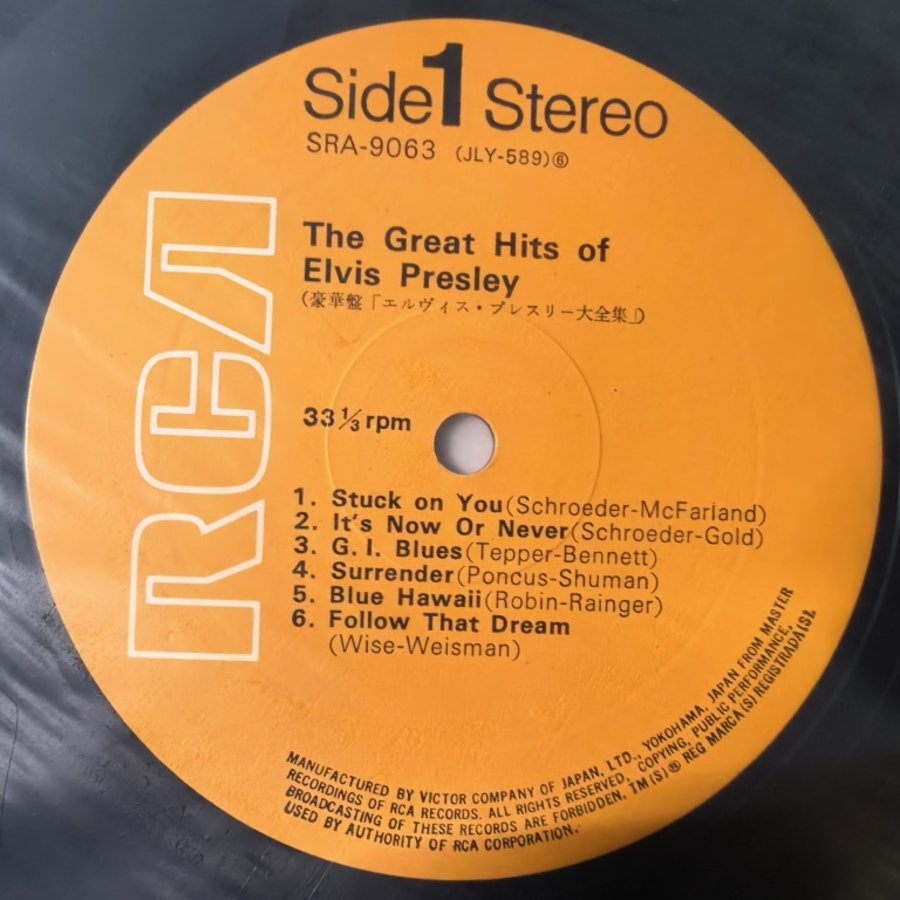 Side 1 Stereo
SRA-9063 (JLY-589)⑥
RCA
The Great Hits of
Elvis Presley
(豪華盤「エルヴィス・プレスリー大全集」)
33 1/3 rpm
1. Stuck on You (Schroeder-McFarland)
2. It's Now Or Never (Schroeder-Gold)
3. G.I. Blues (Tepper-Bennett)
4. Surrender (Poncus-Shuman)
5. Blue Hawaii (Robin-Rainger)
6. Follow That Dream
(Wise-Weisman)
MANUFACTURED BY VICTOR COMPANY OF JAPAN, LTD., YOKOHAMA, JAPAN FROM MASTER
RECORDINGS OF RCA RECORDS. ALL RIGHTS RESERVED, COPYING, PUBLIC PERFORMANCE,
BROADCASTING OF THESE RECORDS ARE FORBIDDEN. TM(S)® REG MARCA(S) REGISTRADA(S).
USED BY AUTHORITY OF RCA CORPORATION.